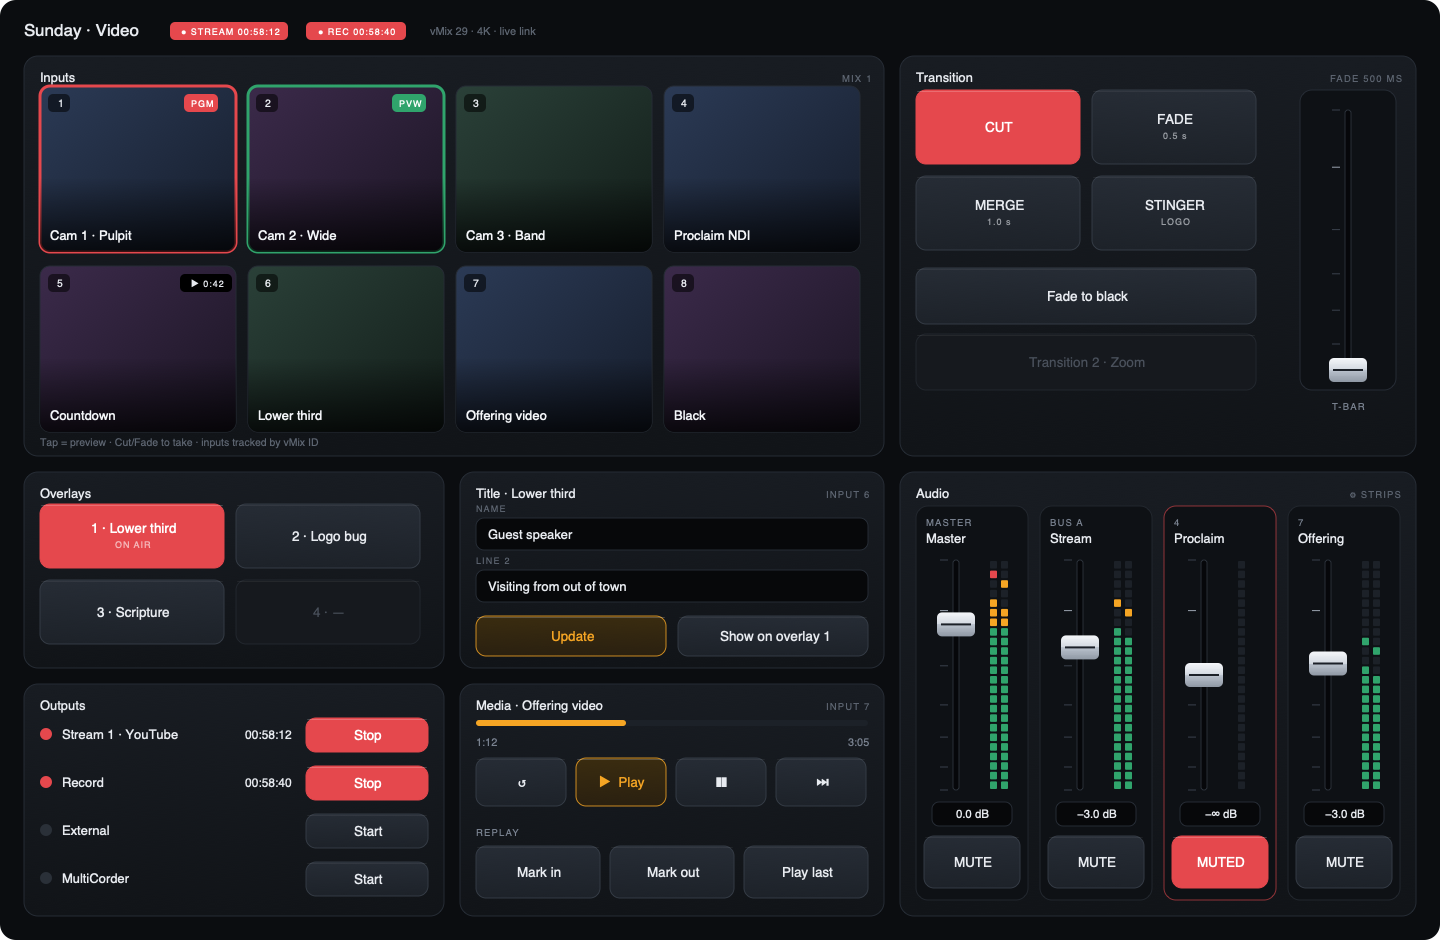 Sunday · Video
● STREAM 00:58:12
● REC 00:58:40
vMix 29 · 4K · live link
Inputs
MIX 1
1
PGM
Cam 1 · Pulpit
2
PVW
Cam 2 · Wide
3
Cam 3 · Band
4
Proclaim NDI
5
▶ 0:42
Countdown
6
Lower third
7
Offering video
8
Black
Tap = preview · Cut/Fade to take · inputs tracked by vMix ID
Transition
FADE 500 MS
CUT
FADE
0.5 s
MERGE
1.0 s
STINGER
LOGO
Fade to black
Transition 2 · Zoom
T-BAR
Overlays
1 · Lower third
ON AIR
2 · Logo bug
3 · Scripture
4 · —
Title · Lower third
INPUT 6
NAME
Guest speaker
LINE 2
Visiting from out of town
Update
Show on overlay 1
Outputs
Stream 1 · YouTube
00:58:12
Stop
Record
00:58:40
Stop
External
Start
MultiCorder
Start
Media · Offering video
INPUT 7
1:12
3:05
↺
▶ Play
⏭
REPLAY
Mark in
Mark out
Play last
Audio
⚙ STRIPS
MASTER
Master
0.0 dB
MUTE
BUS A
Stream
−3.0 dB
MUTE
4
Proclaim
−∞ dB
MUTED
7
Offering
−3.0 dB
MUTE